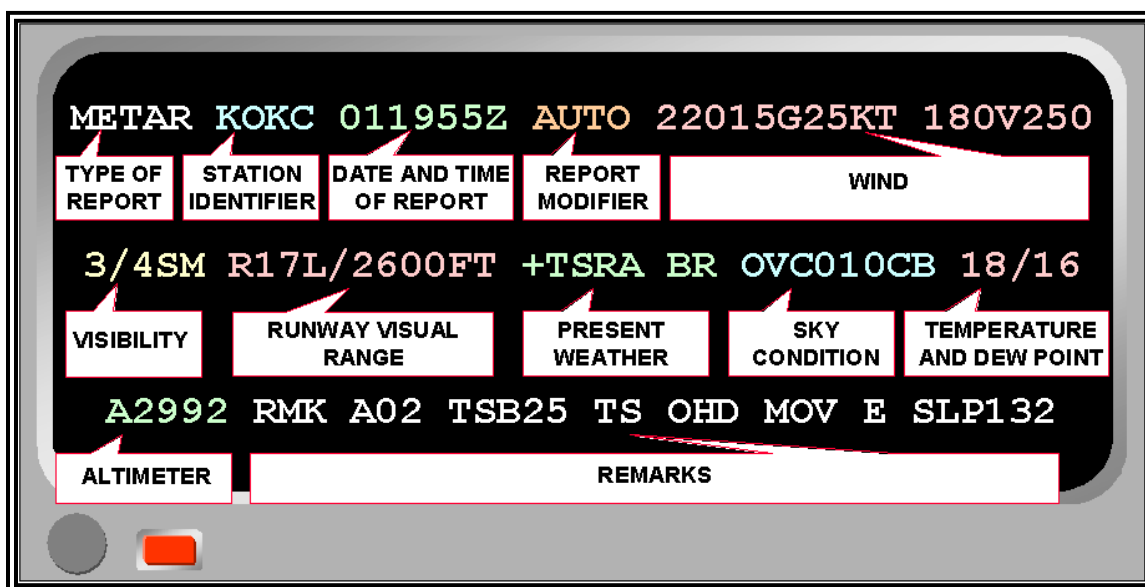 METAR KOKC 011955Z AUTO 22015G25KT 180V250
TYPE OF REPORT
STATION IDENTIFIER
DATE AND TIME OF REPORT
REPORT MODIFIER
WIND
3/4SM R17L/2600FT +TSRA BR OVC010CB 18/16
VISIBILITY
RUNWAY VISUAL RANGE
PRESENT WEATHER
SKY CONDITION
TEMPERATURE AND DEW POINT
A2992 RMK A02 TSB25 TS OHD MOV E SLP132
ALTIMETER
REMARKS